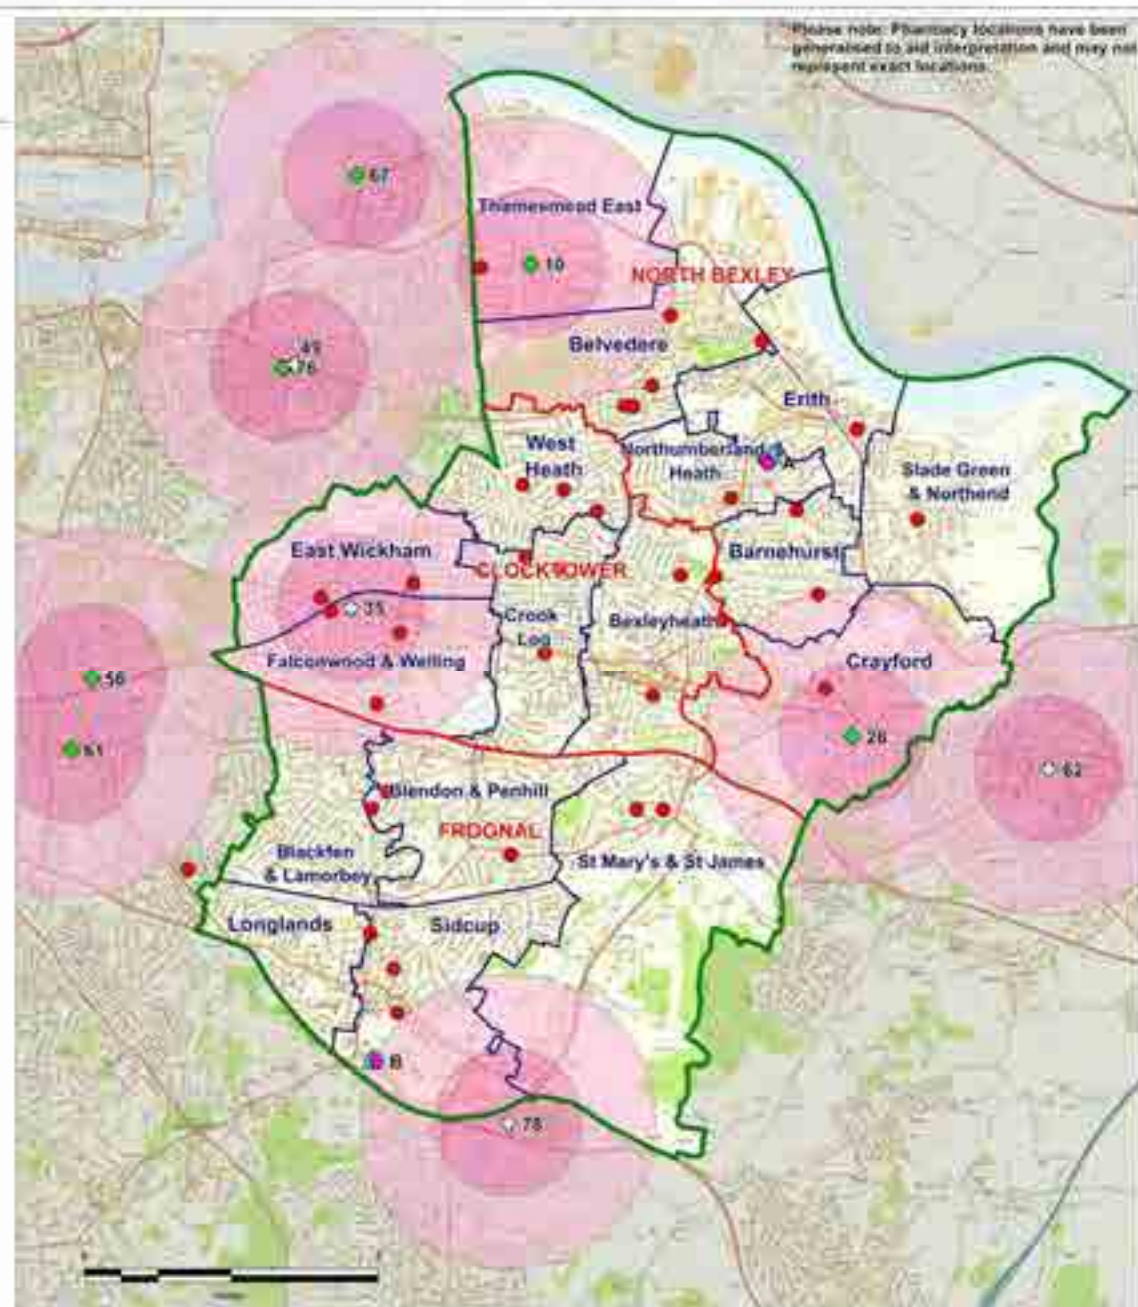 Please note: Pharmacy locations have been
generalised to aid interpretation and may not
represent exact locations.
67
Thamesmead East
10
NORTH BEXLEY
Belvedere
49
76
Erith
West
Heath
Northumberland
Heath
A
Slade Green
& Northend
East Wickham
CLOCKTOWER
Barnehurst
35
Crook
Log
Bexleyheath
Falconwood & Welling
Crayford
56
26
61
62
Blendon & Penhill
FROGNAL
Blackfen
& Lamorbey
St Mary's & St James
Longlands
Sidcup
B
78